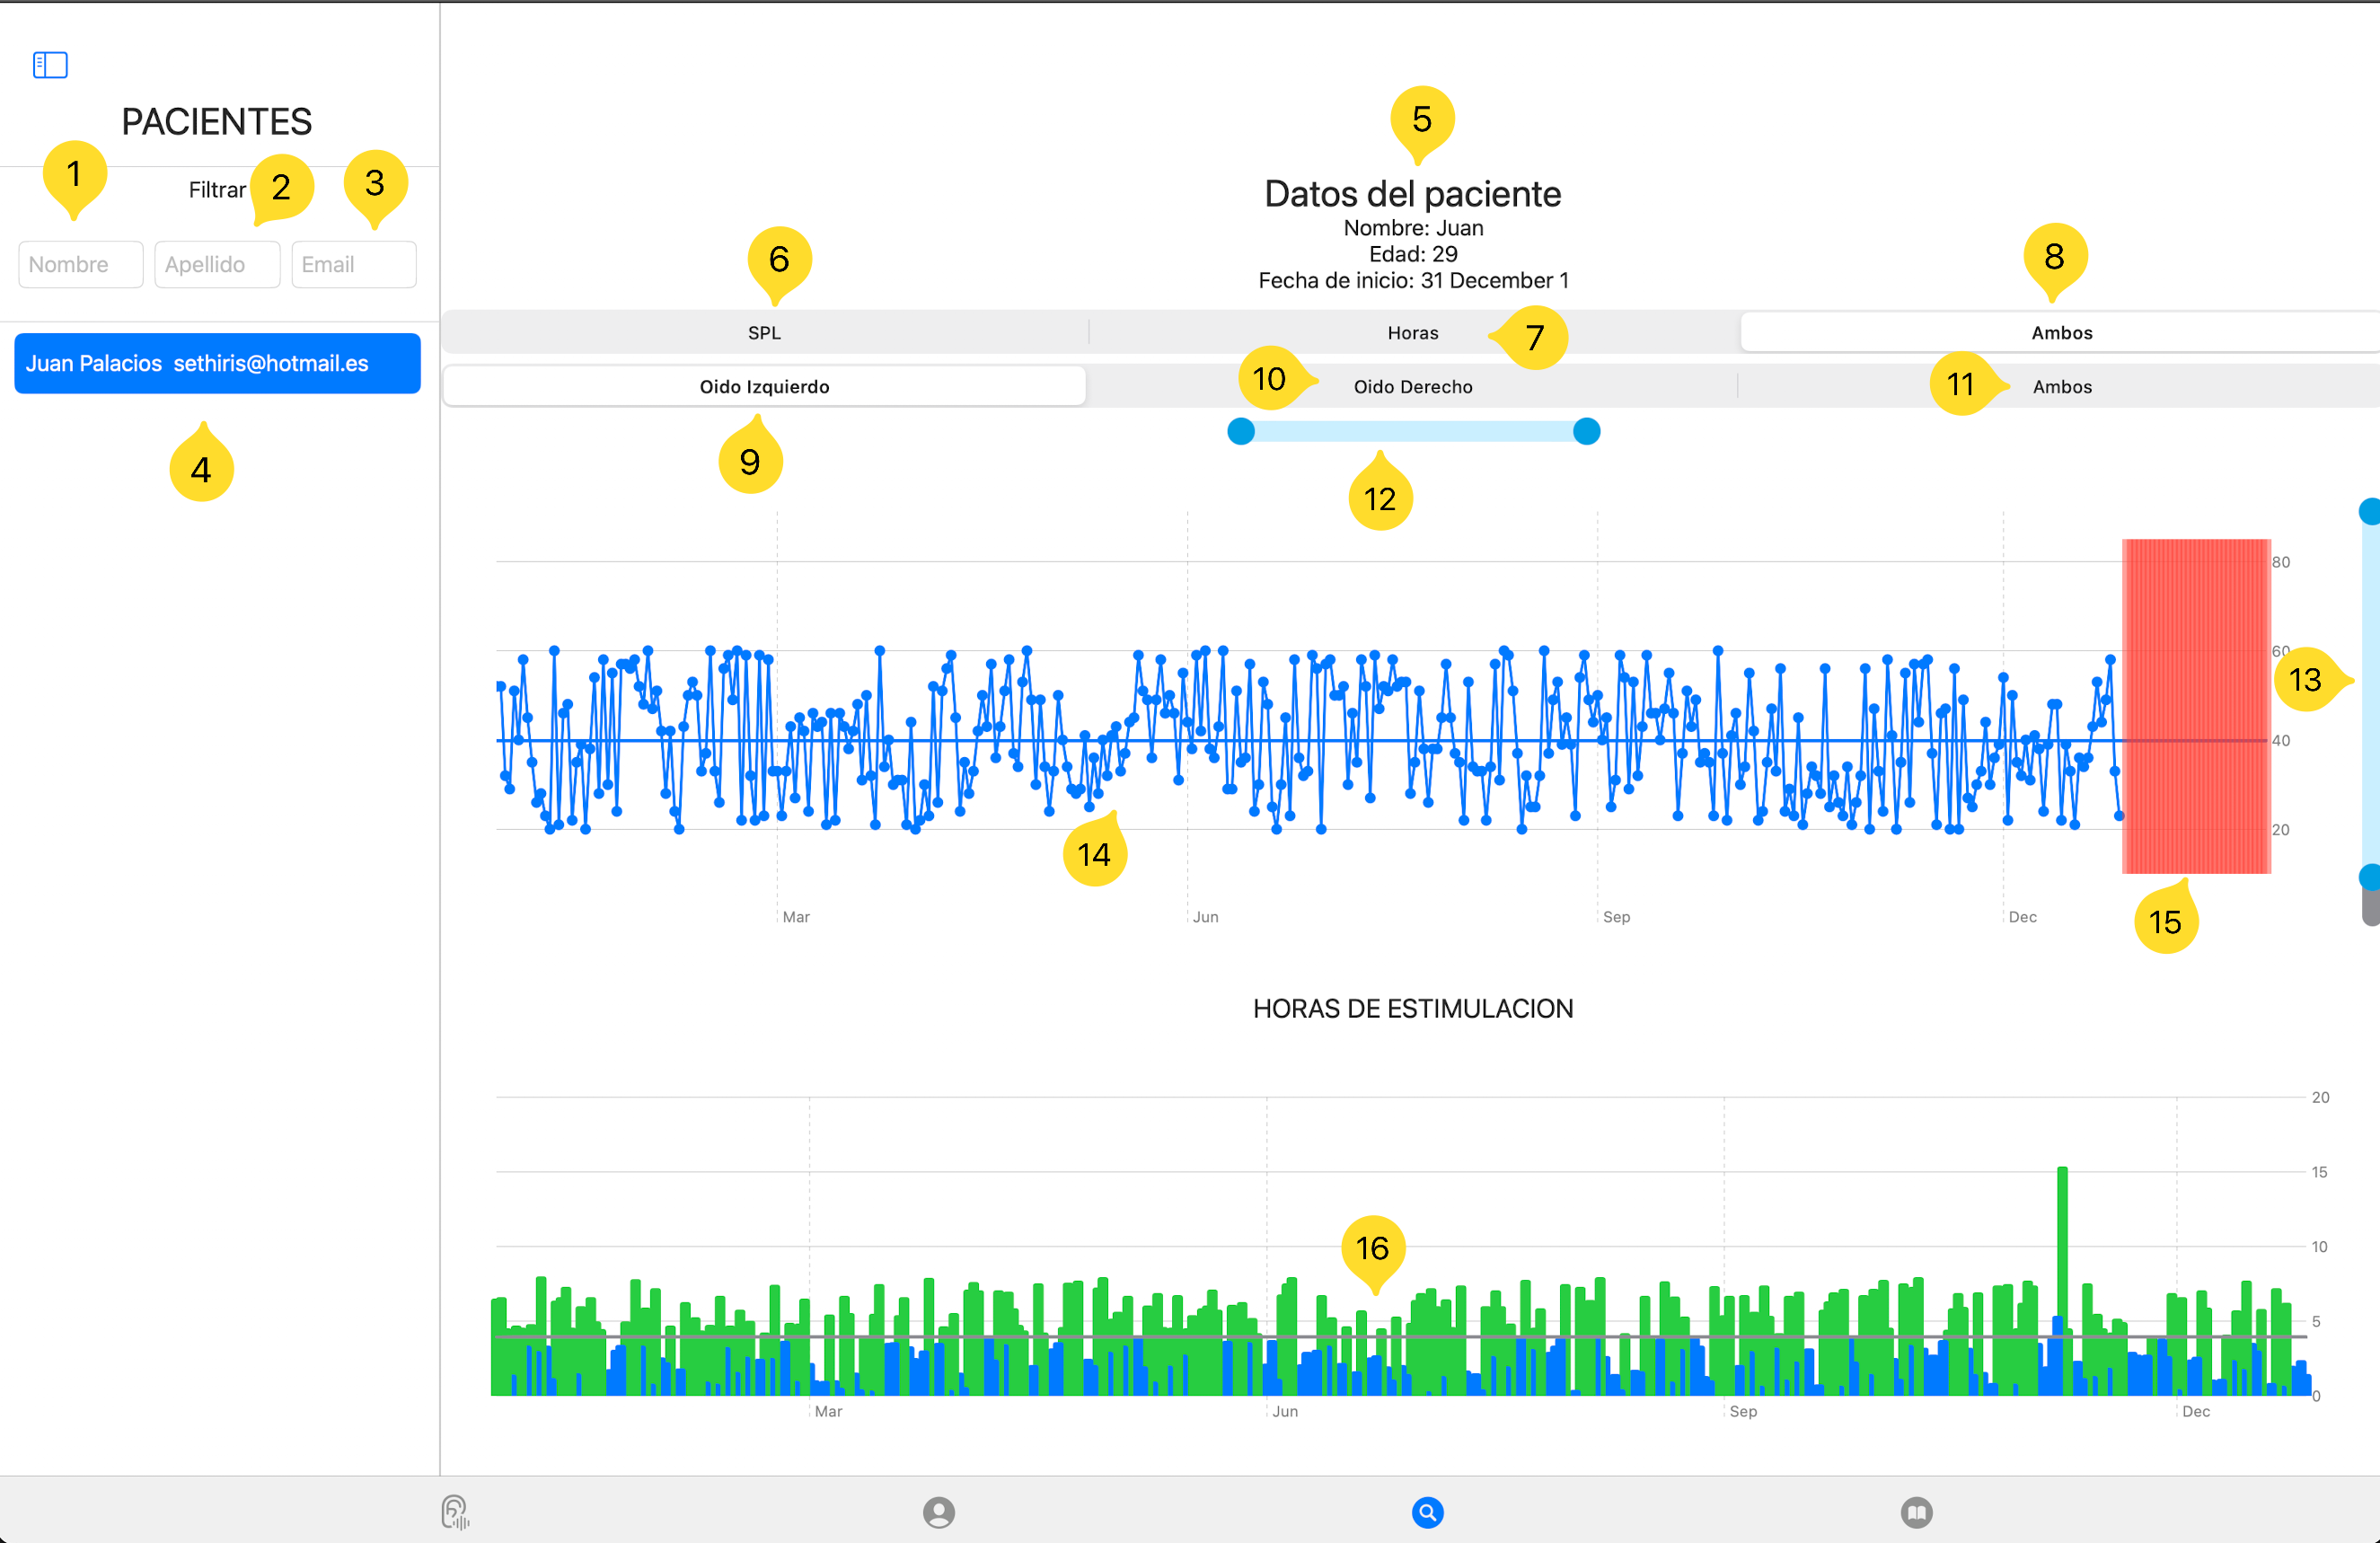 PACIENTES
1
2
3
Filtrar
Nombre Apellido Email
Juan Palacios sethiris@hotmail.es
4
5
Datos del paciente
Nombre: Juan
Edad: 29
Fecha de inicio: 31 December 1
6
7
8
SPL Horas Ambos
9
10
11
Oido Izquierdo Oido Derecho Ambos
12
13
80
60
40
20
14
15
Mar Jun Sep Dec
HORAS DE ESTIMULACION
20
15
10
5
0
16
Mar Jun Sep Dec